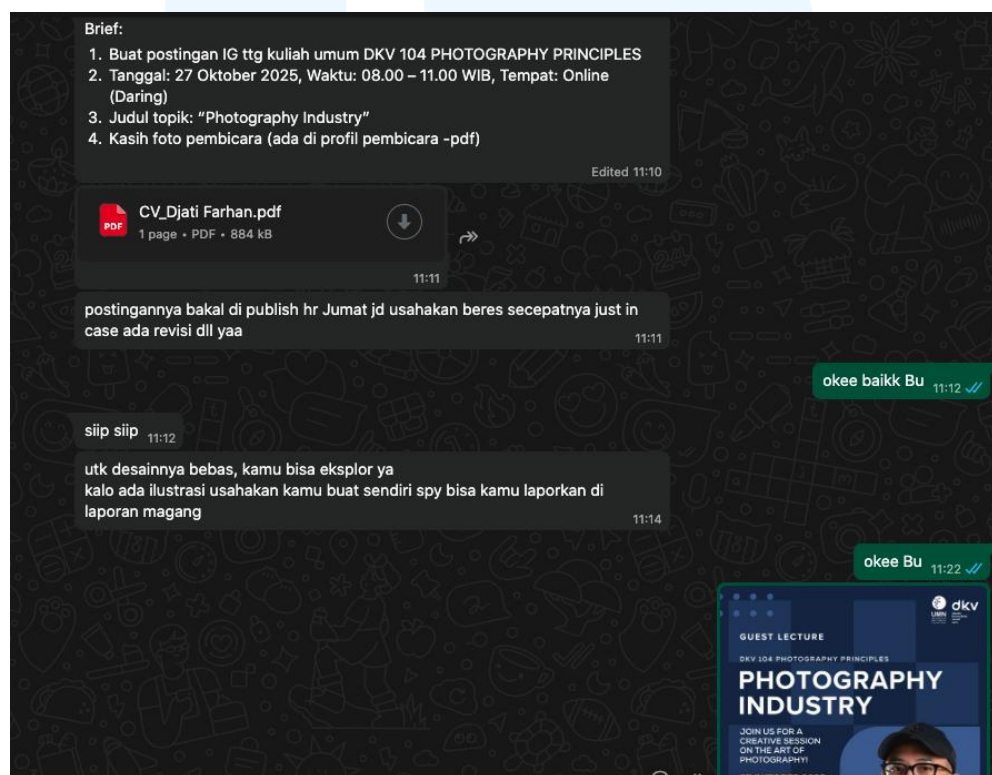 Brief:
1. Buat postingan IG ttg kuliah umum DKV 104 PHOTOGRAPHY PRINCIPLES
2. Tanggal: 27 Oktober 2025, Waktu: 08.00 – 11.00 WIB, Tempat: Online
(Daring)
3. Judul topik: “Photography Industry”
4. Kasih foto pembicara (ada di profil pembicara -pdf)
Edited 11:10
PDF
CV_Djati Farhan.pdf
1 page • PDF • 884 kB
11:11
postingannya bakal di publish hr Jumat jd usahakan beres secepatnya just in
case ada revisi dll yaa
11:11
okee baikk Bu 11:12
siip siip 11:12
utk desainnya bebas, kamu bisa eksplor ya
kalo ada ilustrasi usahakan kamu buat sendiri spy bisa kamu laporkan di
laporan magang
11:14
okee Bu 11:22
UMN
dkv
GUEST LECTURE
DKV 104 PHOTOGRAPHY PRINCIPLES
PHOTOGRAPHY
INDUSTRY
JOIN US FOR A
CREATIVE SESSION
ON THE ART OF
PHOTOGRAPHY!